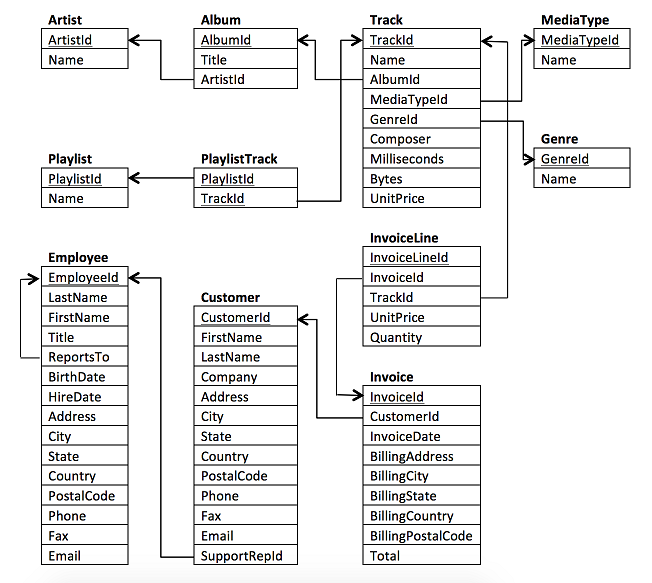 Artist
ArtistId
Name
Album
AlbumId
Title
ArtistId
Track
TrackId
Name
AlbumId
MediaTypeId
GenreId
Composer
Milliseconds
Bytes
UnitPrice
MediaType
MediaTypeId
Name
Genre
GenreId
Name
Playlist
PlaylistId
Name
PlaylistTrack
PlaylistId
TrackId
Employee
EmployeeId
LastName
FirstName
Title
ReportsTo
BirthDate
HireDate
Address
City
State
Country
PostalCode
Phone
Fax
Email
Customer
CustomerId
FirstName
LastName
Company
Address
City
State
Country
PostalCode
Phone
Fax
Email
SupportRepId
InvoiceLine
InvoiceLineId
InvoiceId
TrackId
UnitPrice
Quantity
Invoice
InvoiceId
CustomerId
InvoiceDate
BillingAddress
BillingCity
BillingState
BillingCountry
BillingPostalCode
Total